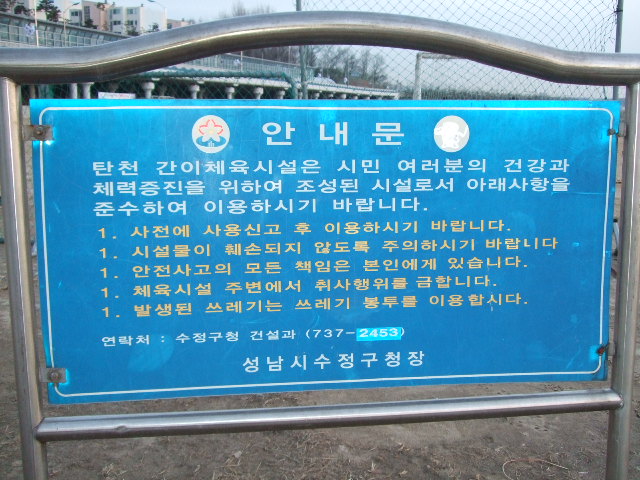 안내문
탄천 간이체육시설은 시민 여러분의 건강과
체력증진을 위하여 조성된 시설로서 아래사항을
준수하여 이용하시기 바랍니다.
1. 사전에 사용신고 후 이용하시기 바랍니다.
1. 시설물이 훼손되지 않도록 주의하시기 바랍니다
1. 안전사고의 모든 책임은 본인에게 있습니다.
1. 체육시설 주변에서 취사행위를 금합니다.
1. 발생된 쓰레기는 쓰레기 봉투를 이용합시다.
연락처 : 수정구청 건설과 (737-2453)
성남시수정구청장